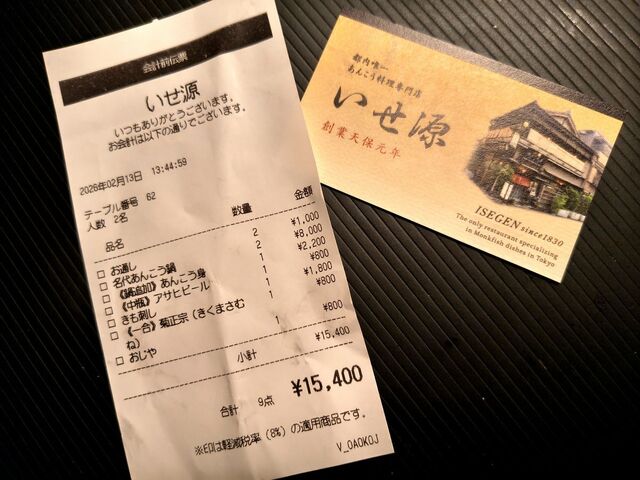 会計前伝票
いせ源
いつもありがとうございます。
お会計は以下の通りでございます。
2026年02月13日 13:44:59
テーブル番号 62
人数 2名
品名 数量 金額
□ お通し 2 ¥1,000
□ 名代あんこう鍋 2 ¥8,000
□ 《鍋追加》あんこう身 1 ¥2,200
□ 《中瓶》アサヒビール 1 ¥800
□ きも刺し 1 ¥1,800
□ 《一合》菊正宗(きくまさむ 1 ¥800
ね)
□ おじや 1 ¥800
小計 ¥15,400
合計 9点 ¥15,400
※印は軽減税率(8%)の適用商品です。
V_OAOKOJ
都内唯一
あんこう料理専門店
いせ源
創業天保元年
ISEGEN since1830
The only restaurant specializing
in Monkfish dishes in Tokyo